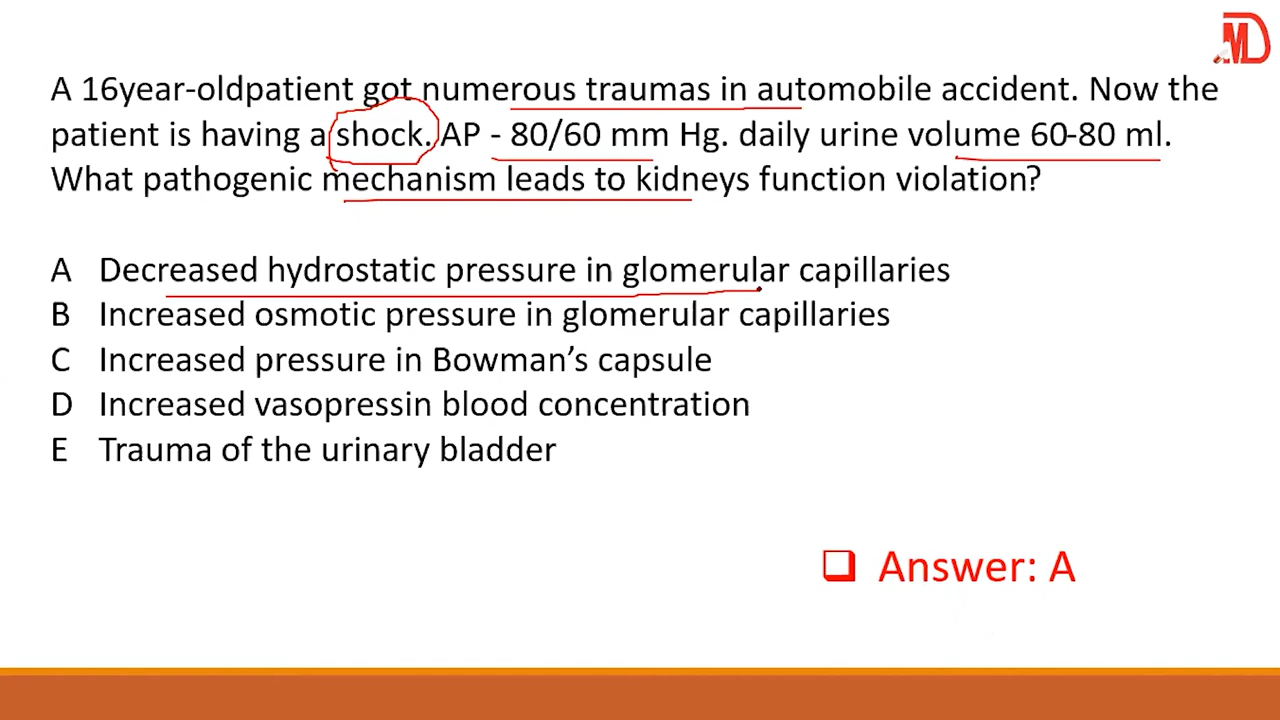 MD
A 16year-oldpatient got numerous traumas in automobile accident. Now the
patient is having a shock. AP - 80/60 mm Hg. daily urine volume 60-80 ml.
What pathogenic mechanism leads to kidneys function violation?
A Decreased hydrostatic pressure in glomerular capillaries
B Increased osmotic pressure in glomerular capillaries
C Increased pressure in Bowman’s capsule
D Increased vasopressin blood concentration
E Trauma of the urinary bladder
❑ Answer: A